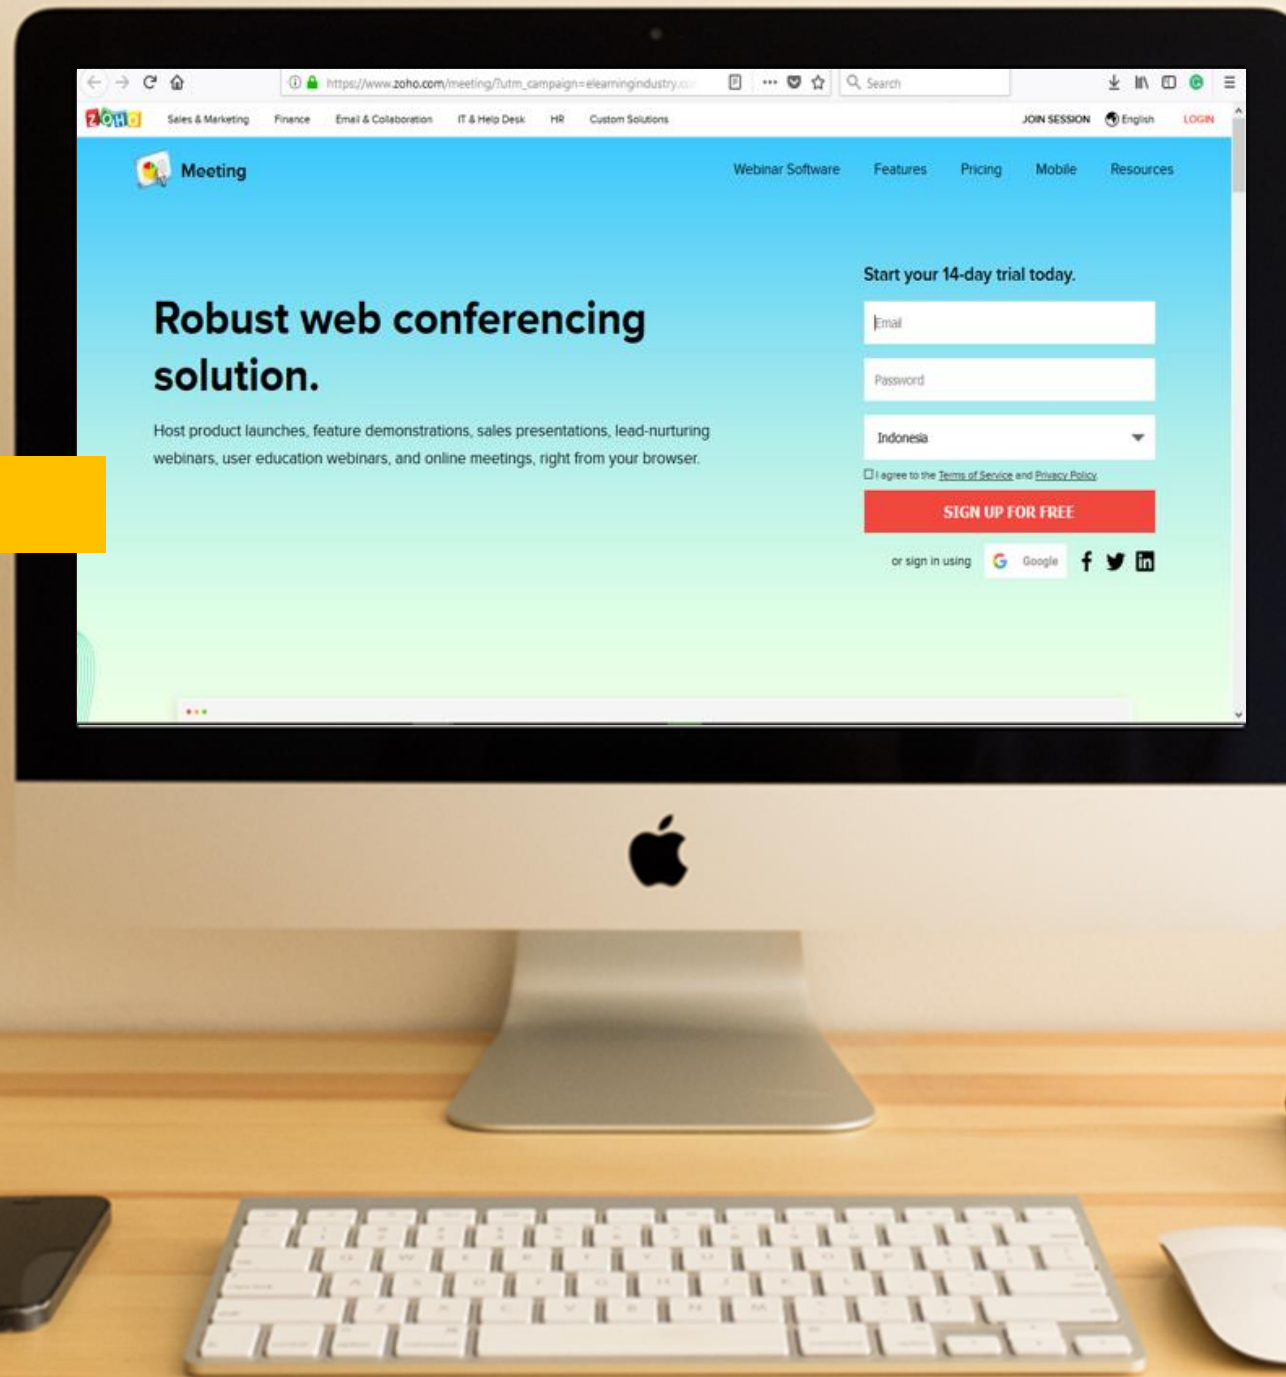 https://www.zoho.com/meeting/?utm_campaign=elearningindustry.co
Search
ZOHO
Sales & Marketing
Finance
Email & Colaboration
IT & Help Desk
HR
Custom Solutions
JOIN SESSION
English
LOGIN
Meeting
Webinar Software
Features
Pricing
Mobile
Resources
Robust web conferencing
solution.
Host product launches, feature demonstrations, sales presentations, lead-nurturing
webinars, user education webinars, and online meetings, right from your browser.
Start your 14-day trial today.
Email
Password
Indonesia
I agree to the Terms of Service and Privacy Policy.
SIGN UP FOR FREE
or sign in using
G Google
f
in